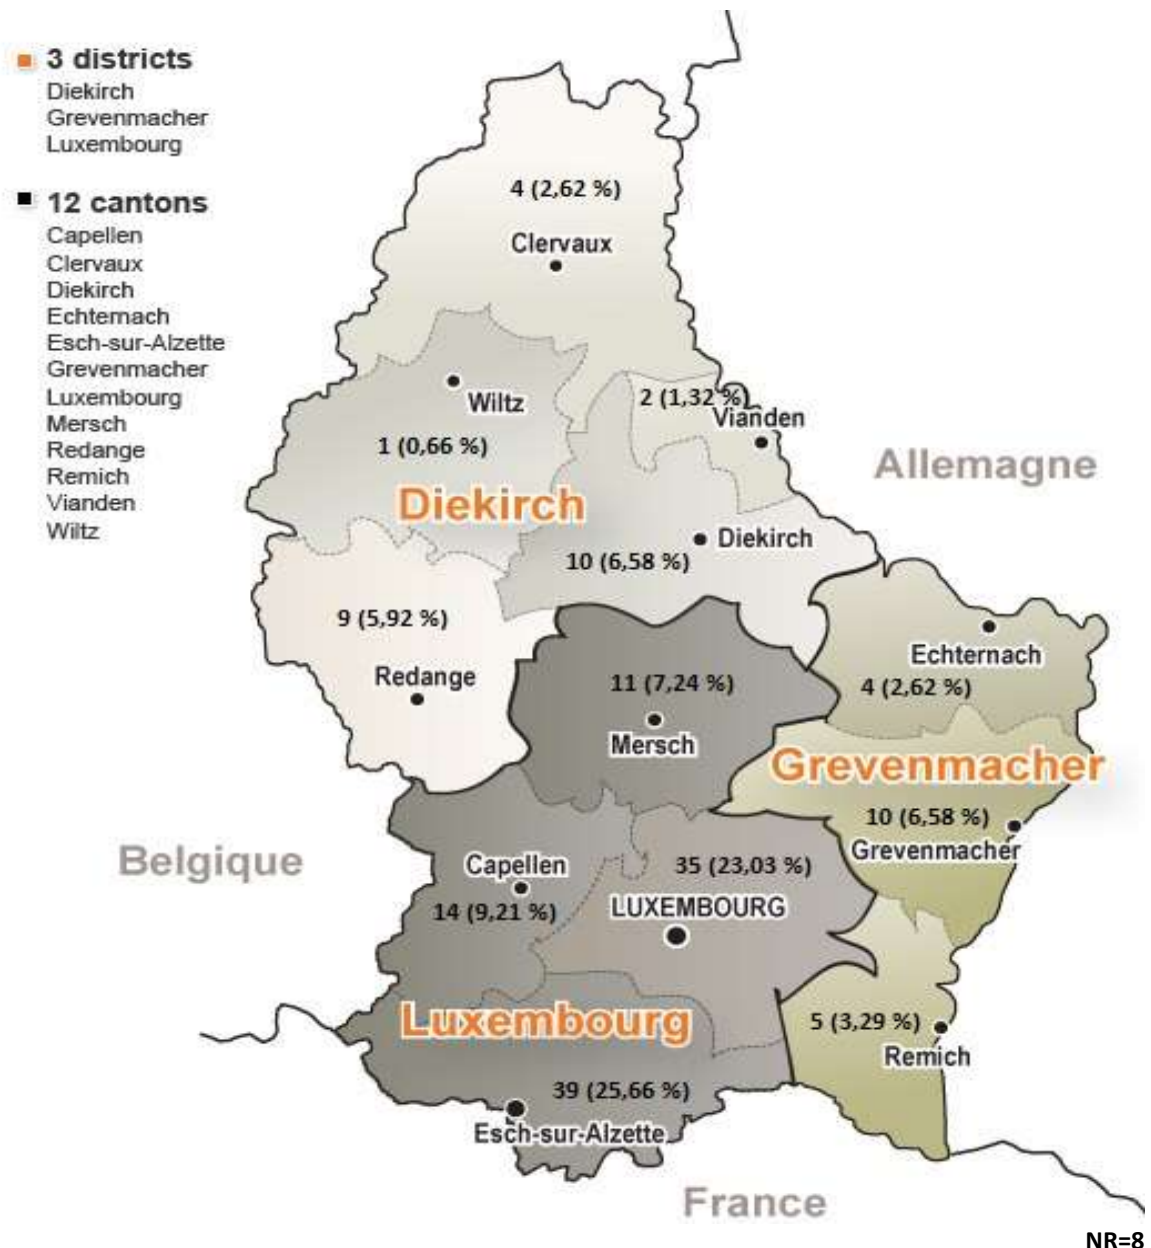 3 districts
Diekirch
Grevenmacher
Luxembourg
12 cantons
Capellen
Clervaux
Diekirch
Echternach
Esch-sur-Alzette
Grevenmacher
Luxembourg
Mersch
Redange
Remich
Vianden
Wiltz
4 (2,62 %)
Clervaux
Wiltz
1 (0,66 %)
2 (1,32 %)
Vianden
Allemagne
Diekirch
Diekirch
10 (6,58 %)
9 (5,92 %)
Redange
11 (7,24 %)
Mersch
Echternach
4 (2,62 %)
Grevenmacher
10 (6,58 %)
Grevenmacher
Belgique
Capellen
14 (9,21 %)
35 (23,03 %)
LUXEMBOURG
Luxembourg
5 (3,29 %)
Remich
39 (25,66 %)
Esch-sur-Alzette
France
NR=8